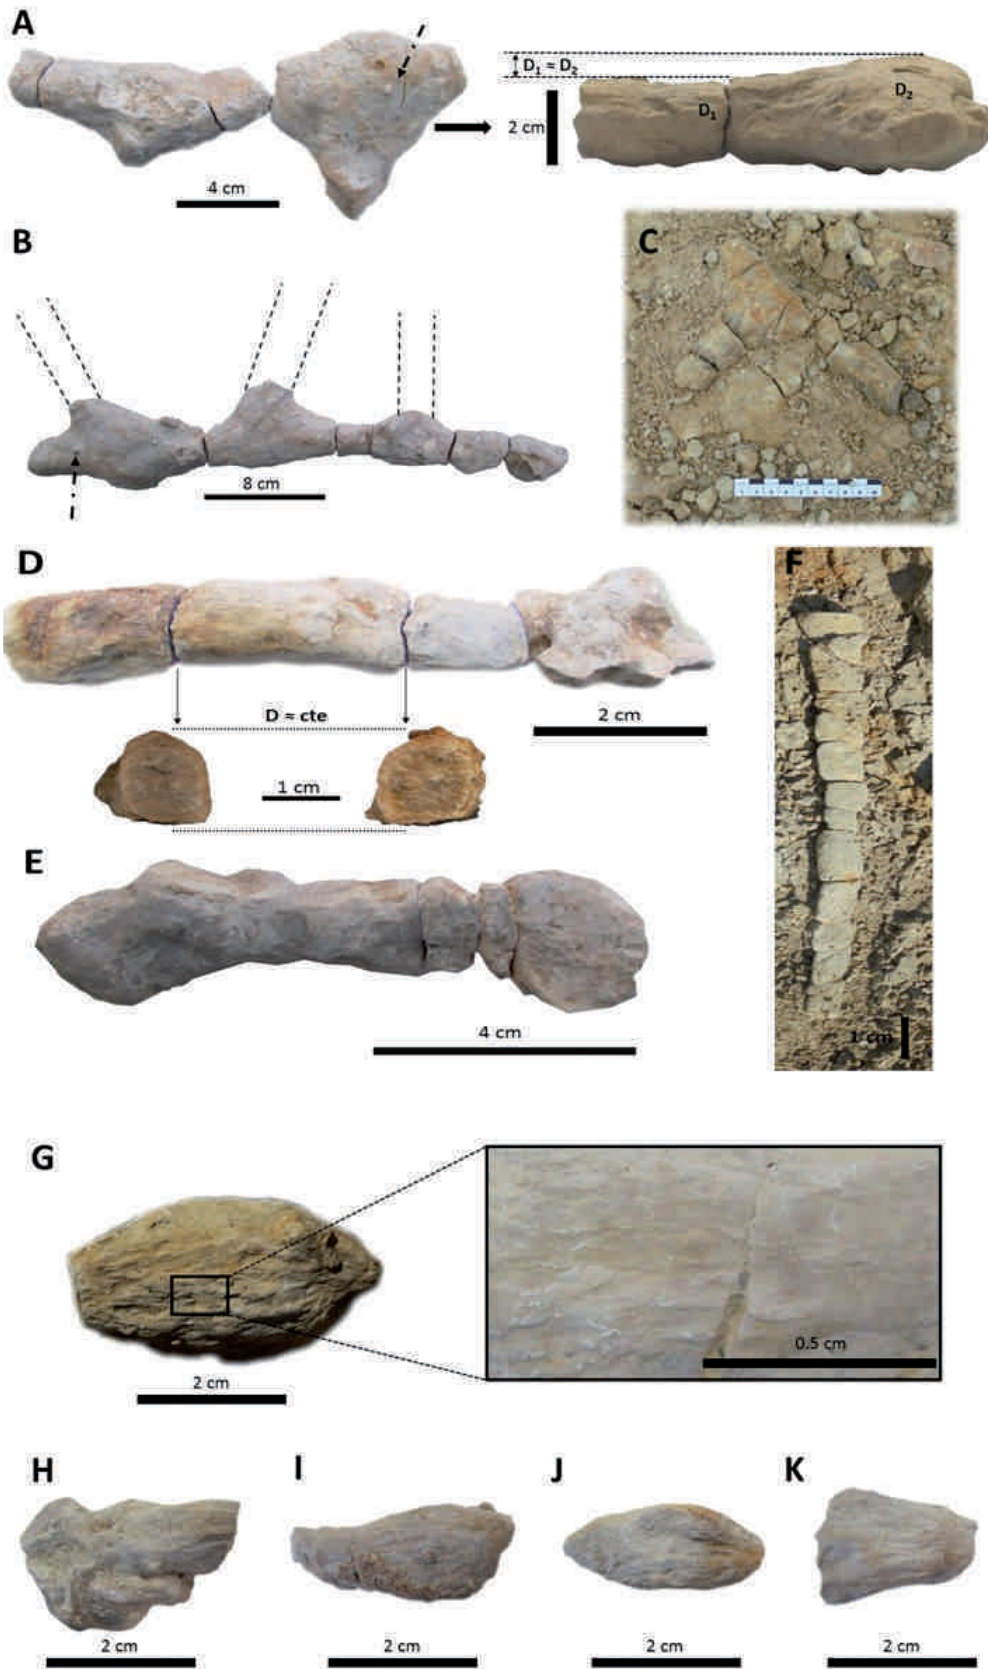 A
D₁ ≈ D₂
D₁
D₂
2 cm
4 cm
B
C
8 cm
D
F
D ≈ cte
2 cm
1 cm
E
1 cm
4 cm
G
0.5 cm
2 cm
H
I
J
K
2 cm
2 cm
2 cm
2 cm